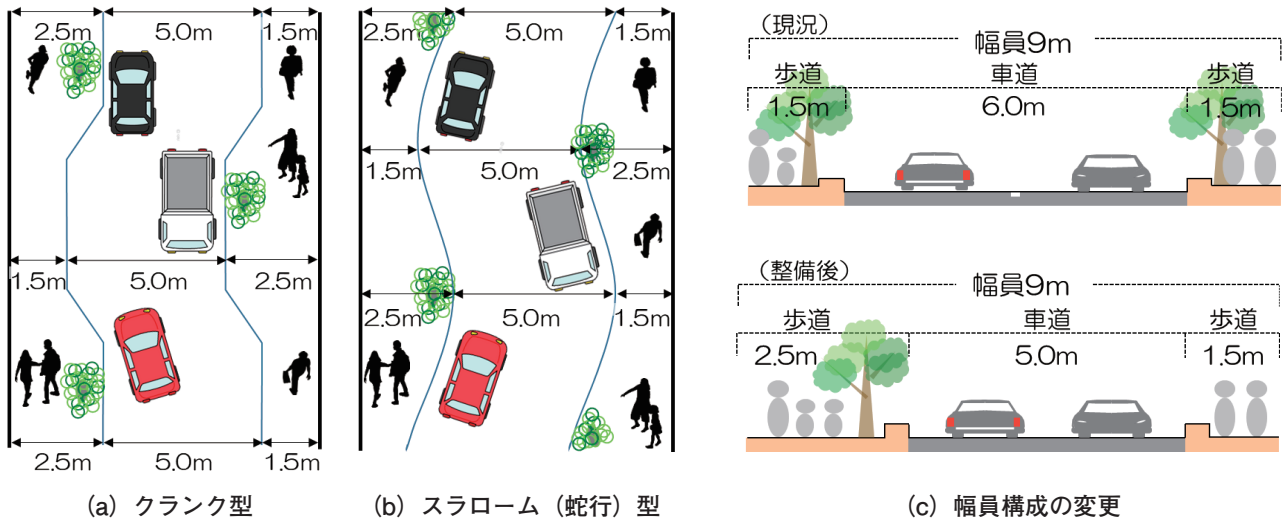 2.5m 5.0m 1.5m
1.5m 5.0m 2.5m
2.5m 5.0m 1.5m
(a) クランク型
2.5m 5.0m 1.5m
1.5m 5.0m 2.5m
2.5m 5.0m 1.5m
(b) スラローム（蛇行）型
（現況）
幅員9m
歩道 車道 歩道
1.5m 6.0m 1.5m
（整備後）
幅員9m
歩道 車道 歩道
2.5m 5.0m 1.5m
(c) 幅員構成の変更